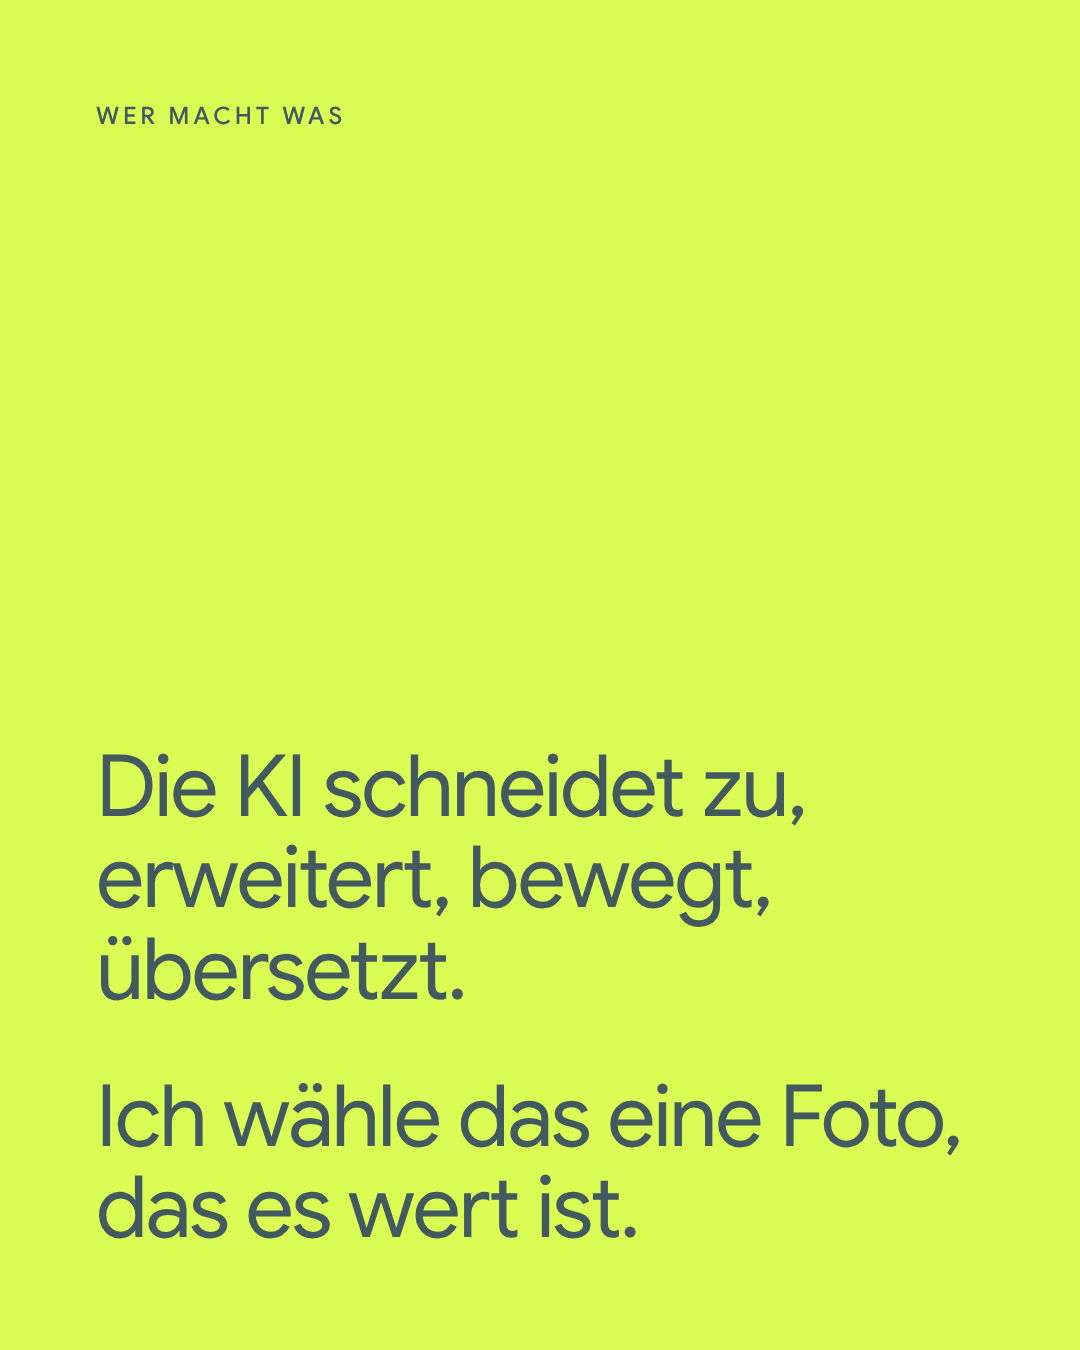 WER MACHT WAS
Die KI schneidet zu,
erweitert, bewegt,
übersetzt.
Ich wähle das eine Foto,
das es wert ist.